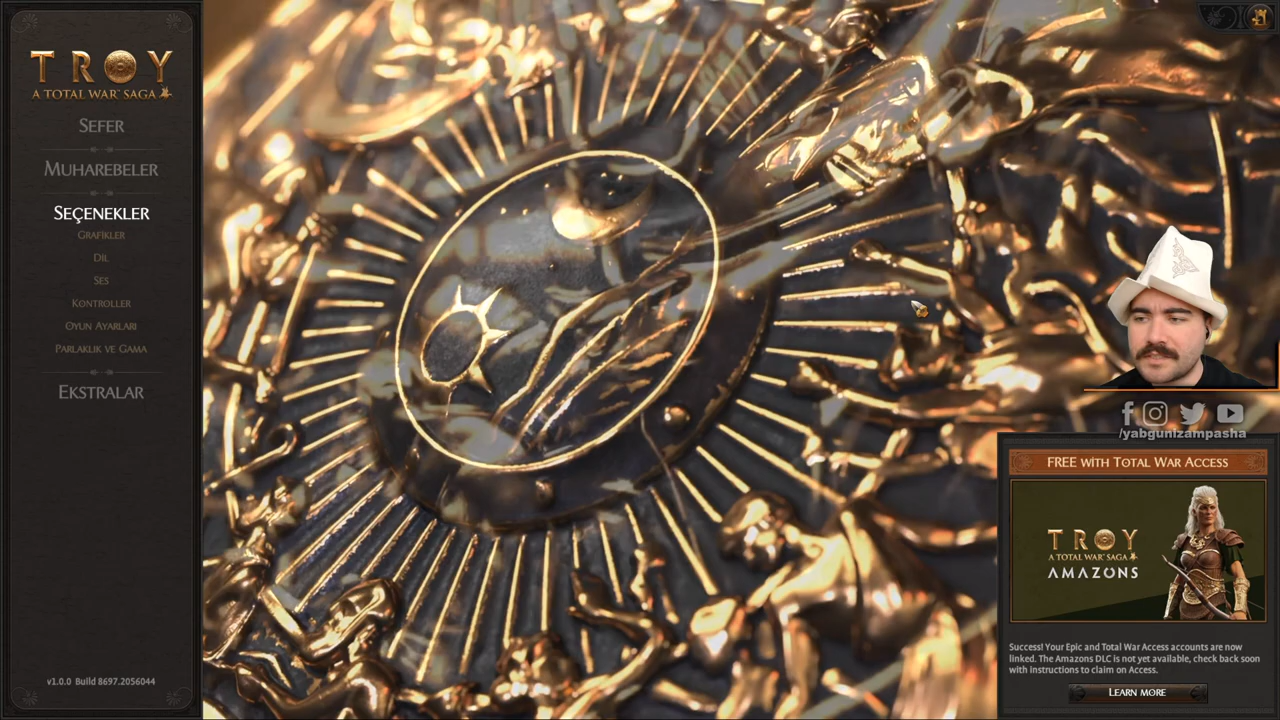 TROY
A TOTAL WAR™ SAGA
SEFER
MUHAREBELER
SEÇENEKLER
GRAFİKLER
DİL
SES
KONTROLLER
OYUN AYARLARI
PARLAKLIK VE GAMA
EKSTRALAR
v1.0.0 Build 8697.2056044
/yabgunizampasha
FREE WITH TOTAL WAR ACCESS
TROY
A TOTAL WAR™ SAGA
AMAZONS
Success! Your Epic and Total War Access accounts are now
linked. The Amazons DLC is not yet available, check back soon
with instructions to claim on Access.
LEARN MORE